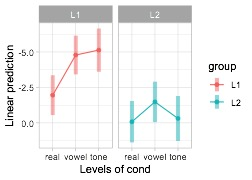 L1 L2
-5.0
-2.5
0.0
Linear prediction
real vowel tone real vowel tone
Levels of cond
group
L1
L2